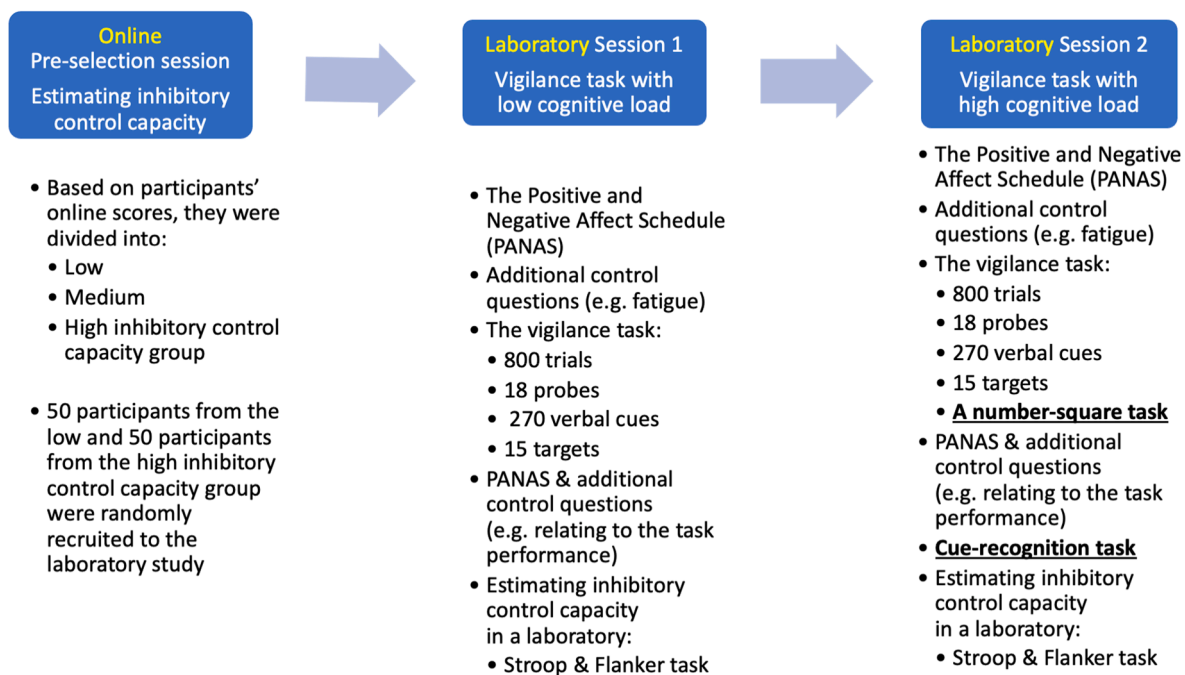 Online
Pre-selection session
Estimating inhibitory
control capacity
• Based on participants’
online scores, they were
divided into:
• Low
• Medium
• High inhibitory control
capacity group
• 50 participants from the
low and 50 participants
from the high inhibitory
control capacity group
were randomly
recruited to the
laboratory study
Laboratory Session 1
Vigilance task with
low cognitive load
• The Positive and
Negative Affect Schedule
(PANAS)
• Additional control
questions (e.g. fatigue)
• The vigilance task:
• 800 trials
• 18 probes
• 270 verbal cues
• 15 targets
• PANAS & additional
control questions
(e.g. relating to the task
performance)
• Estimating inhibitory
control capacity
in a laboratory:
• Stroop & Flanker task
Laboratory Session 2
Vigilance task with
high cognitive load
• The Positive and Negative
Affect Schedule (PANAS)
• Additional control
questions (e.g. fatigue)
• The vigilance task:
• 800 trials
• 18 probes
• 270 verbal cues
• 15 targets
• A number-square task
• PANAS & additional
control questions
(e.g. relating to the task
performance)
• Cue-recognition task
• Estimating inhibitory
control capacity
in a laboratory:
• Stroop & Flanker task